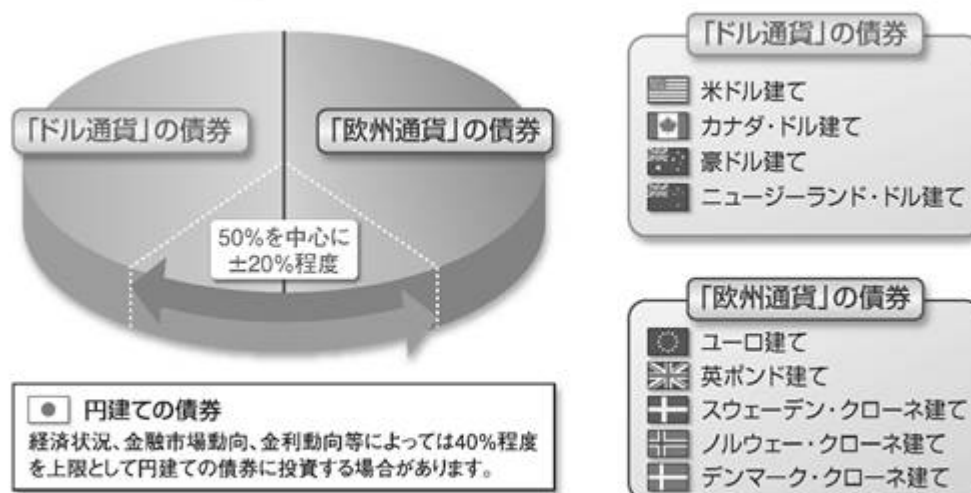 「ドル通貨」の債券
「欧州通貨」の債券
50%を中心に
±20%程度
円建ての債券
経済状況、金融市場動向、金利動向等によっては40%程度
を上限として円建ての債券に投資する場合があります。
「ドル通貨」の債券
米ドル建て
カナダ・ドル建て
豪ドル建て
ニュージーランド・ドル建て
「欧州通貨」の債券
ユーロ建て
英ポンド建て
スウェーデン・クローネ建て
ノルウェー・クローネ建て
デンマーク・クローネ建て